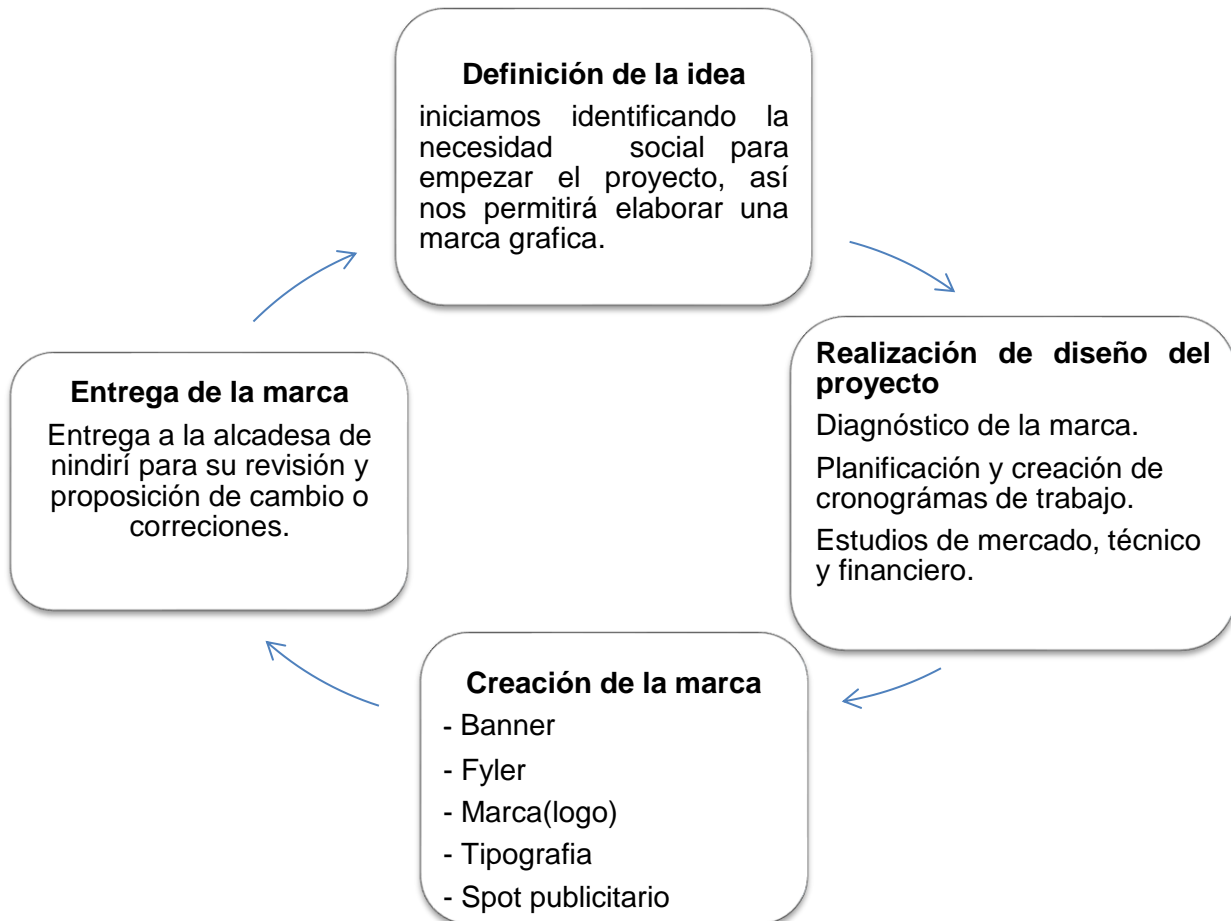 Definición de la idea
iniciamos identificando la
necesidad social para
empezar el proyecto, así
nos permitirá elaborar una
marca grafica.
Realización de diseño del
proyecto
Diagnóstico de la marca.
Planificación y creación de
cronográmas de trabajo.
Estudios de mercado, técnico
y financiero.
Creación de la marca
- Banner
- Fyler
- Marca(logo)
- Tipografia
- Spot publicitario
Entrega de la marca
Entrega a la alcadesa de
nindirí para su revisión y
proposición de cambio o
correciones.